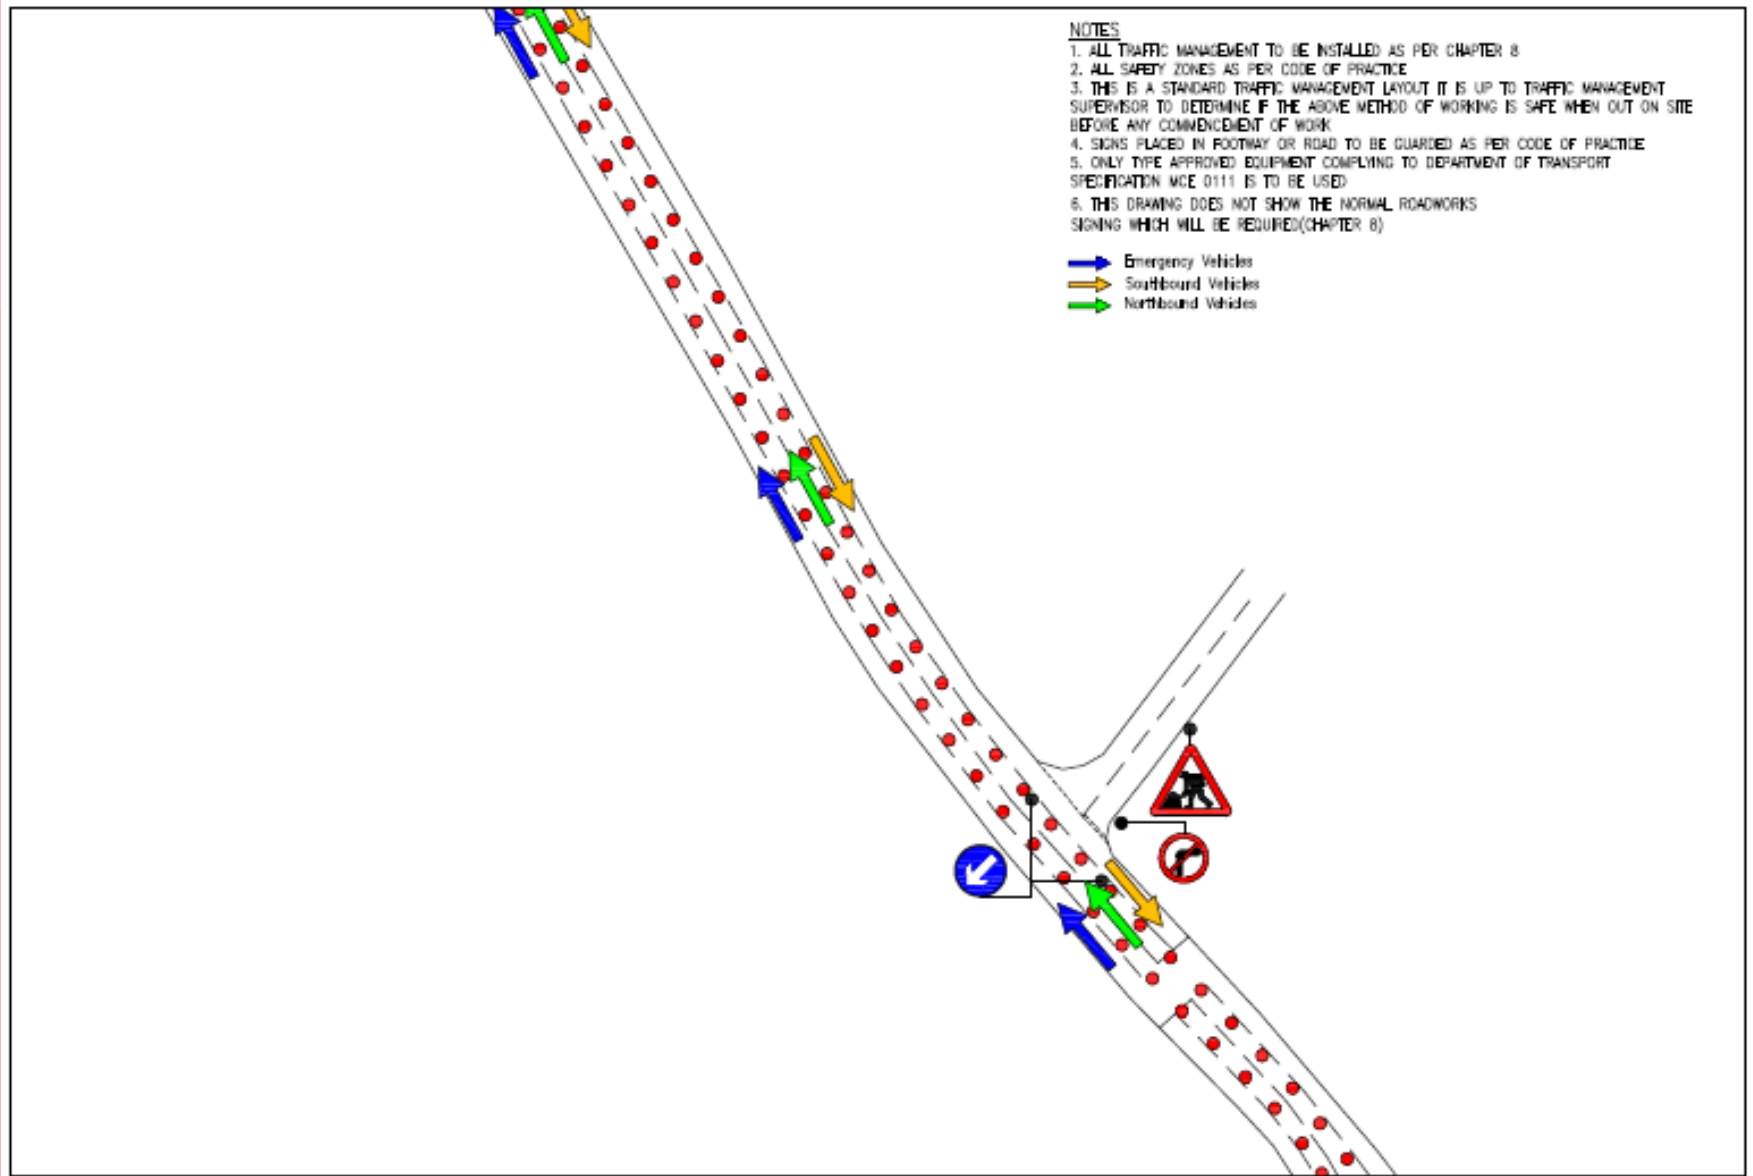 NOTES
1. ALL TRAFFIC MANAGEMENT TO BE INSTALLED AS PER CHAPTER 8
2. ALL SAFETY ZONES AS PER CODE OF PRACTICE
3. THIS IS A STANDARD TRAFFIC MANAGEMENT LAYOUT IT IS UP TO TRAFFIC MANAGEMENT
SUPERVISOR TO DETERMINE IF THE ABOVE METHOD OF WORKING IS SAFE WHEN OUT ON SITE
BEFORE ANY COMMENCEMENT OF WORK
4. SIGNS PLACED IN FOOTWAY OR ROAD TO BE GUARDED AS PER CODE OF PRACTICE
5. ONLY TYPE APPROVED EQUIPMENT COMPLYING TO DEPARTMENT OF TRANSPORT
SPECIFICATION MCE 0111 IS TO BE USED
6. THIS DRAWING DOES NOT SHOW THE NORMAL ROADWORKS
SIGNING WHICH WILL BE REQUIRED(CHAPTER 8)
Emergency Vehicles
Southbound Vehicles
Northbound Vehicles